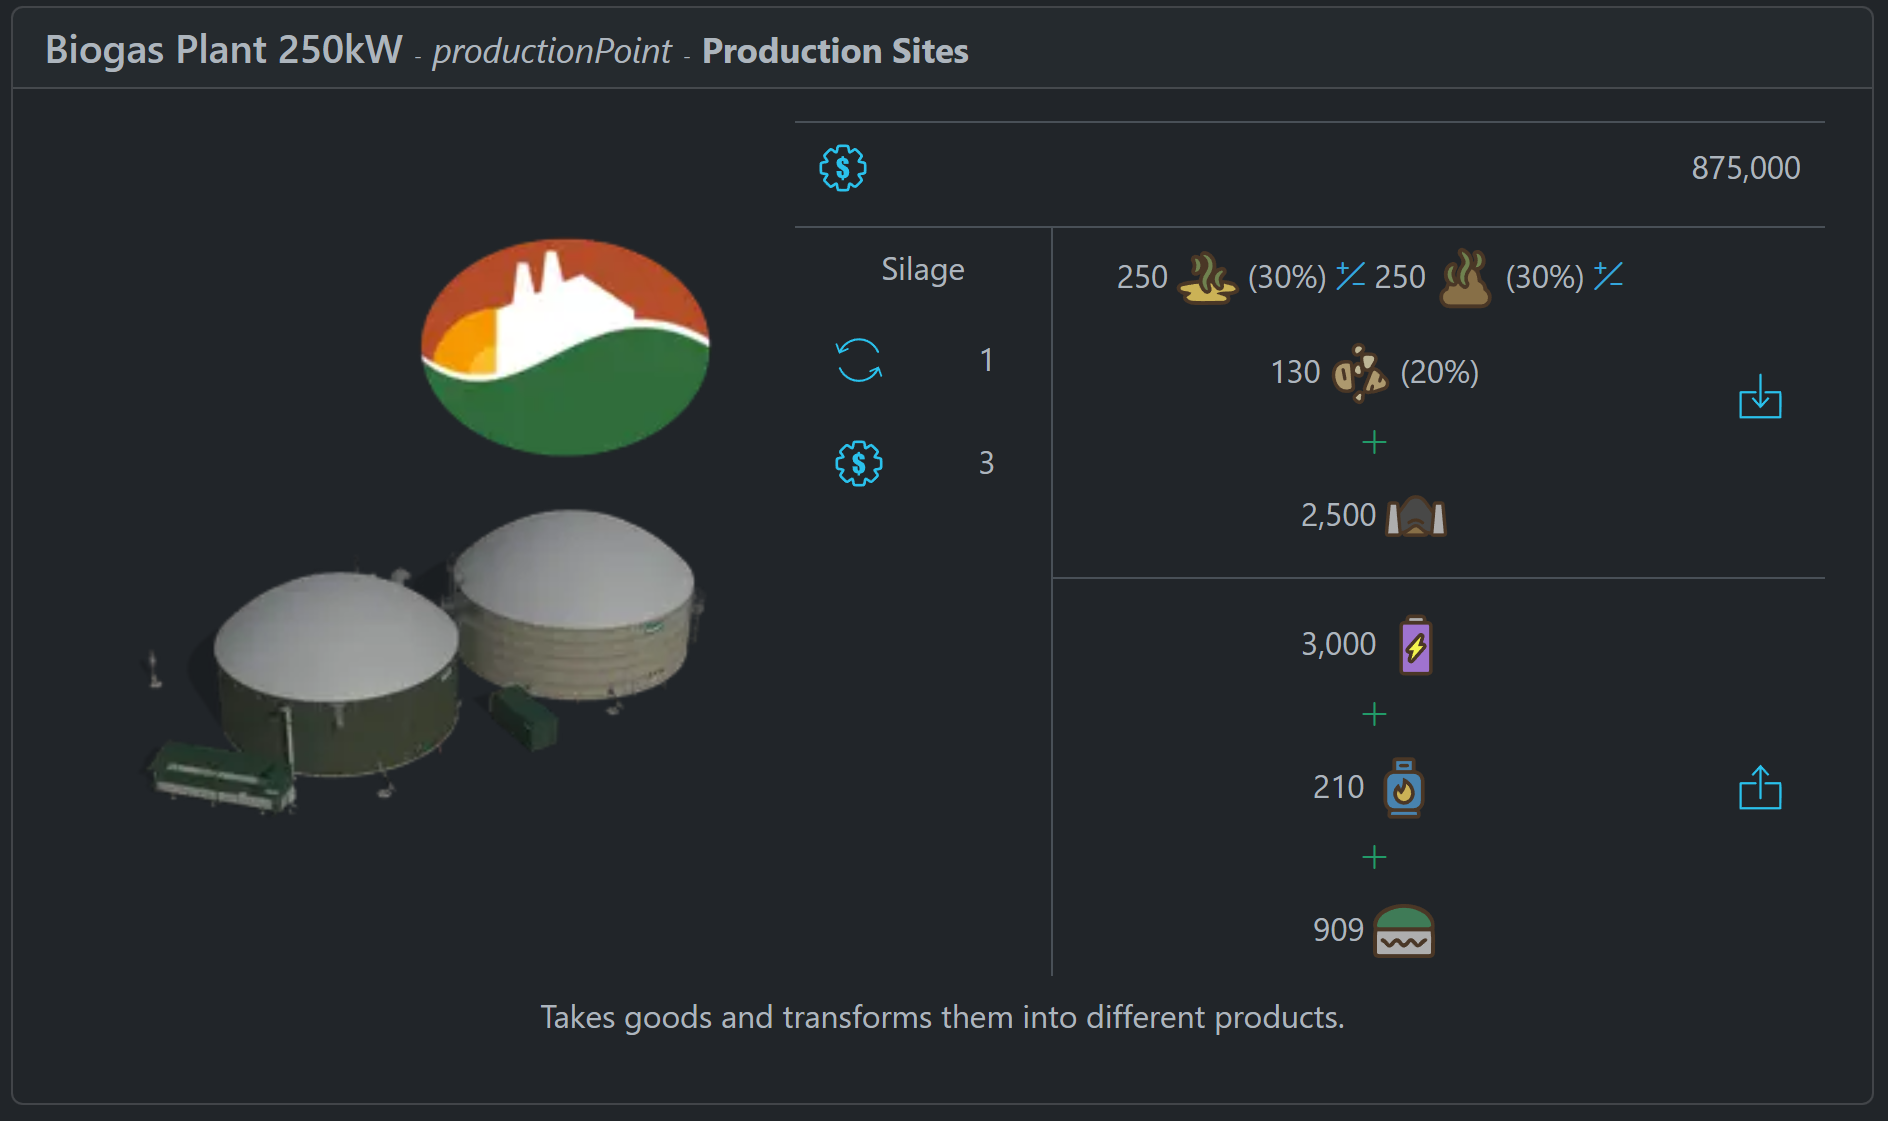 Biogas Plant 250kW - productionPoint - Production Sites
875,000
Silage
1
3
250 (30%) +/- 250 (30%) +/-
130 (20%)
+
2,500
3,000
+
210
+
909
Takes goods and transforms them into different products.